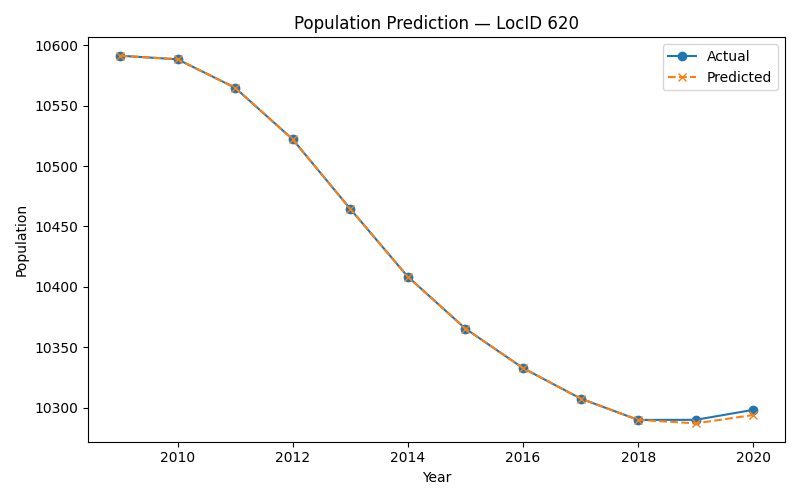 Population Prediction — LocID 620
Actual
Predicted
10600
10550
10500
10450
10400
10350
10300
Population
2010
2012
2014
2016
2018
2020
Year